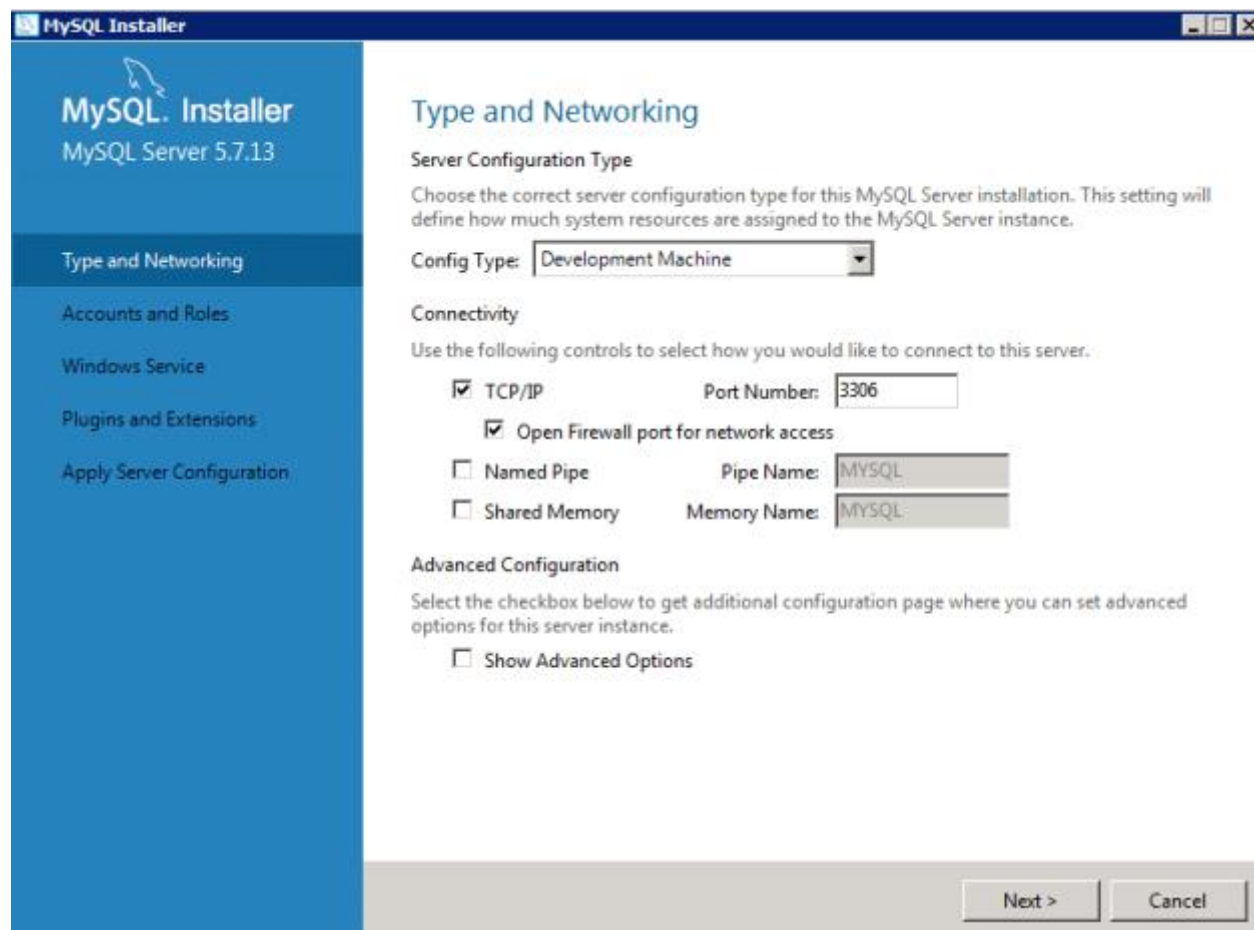 MySQL Installer
MySQL. Installer
MySQL Server 5.7.13
Type and Networking
Accounts and Roles
Windows Service
Plugins and Extensions
Apply Server Configuration
Type and Networking
Server Configuration Type
Choose the correct server configuration type for this MySQL Server installation. This setting will
define how much system resources are assigned to the MySQL Server instance.
Config Type: Development Machine
Connectivity
Use the following controls to select how you would like to connect to this server.
TCP/IP Port Number: 3306
Open Firewall port for network access
Named Pipe Pipe Name: MYSQL
Shared Memory Memory Name: MYSQL
Advanced Configuration
Select the checkbox below to get additional configuration page where you can set advanced
options for this server instance.
Show Advanced Options
Next > Cancel